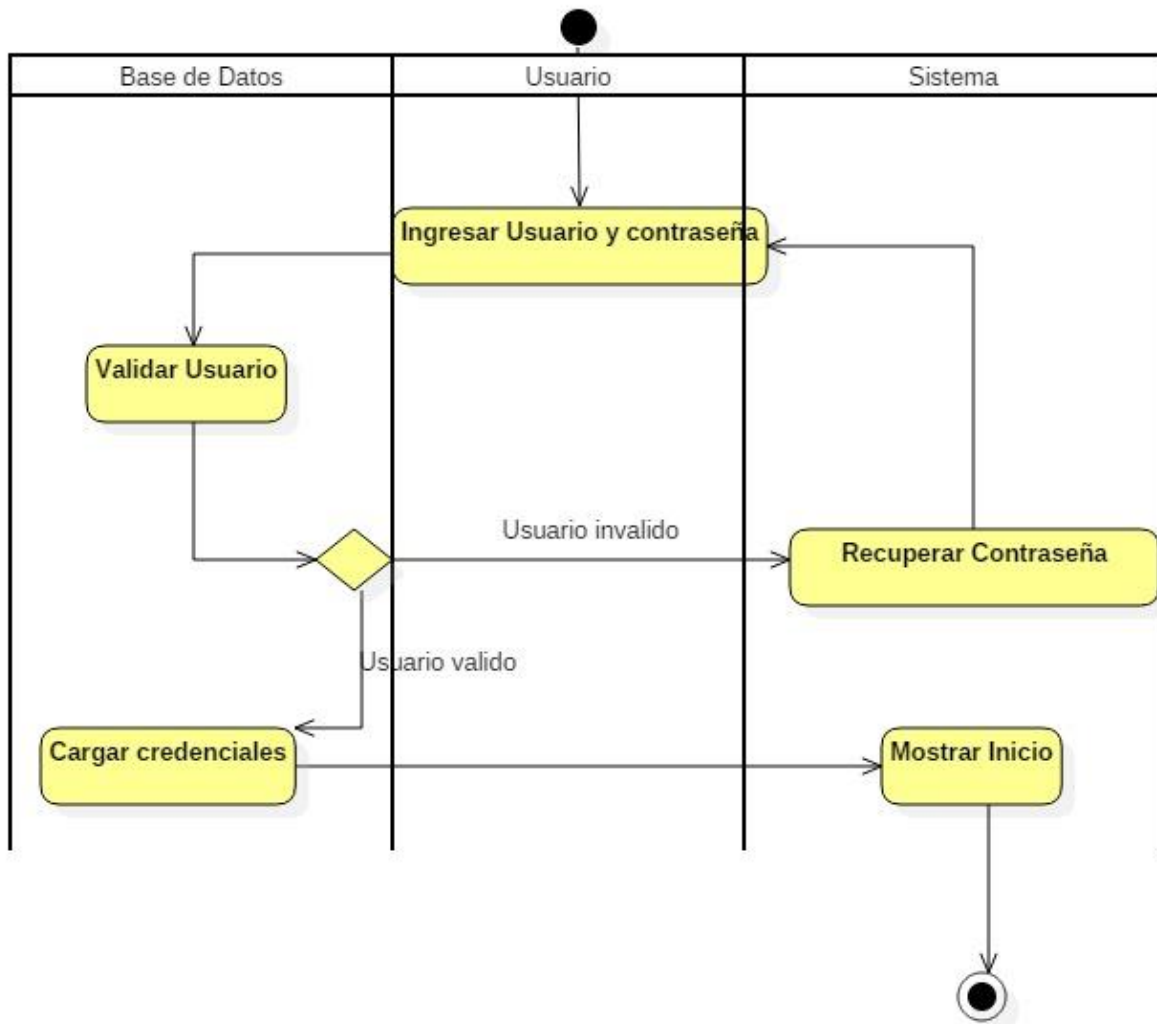 Base de Datos
Usuario
Sistema
Ingresar Usuario y contraseña
Validar Usuario
Usuario invalido
Recuperar Contraseña
Usuario valido
Cargar credenciales
Mostrar Inicio